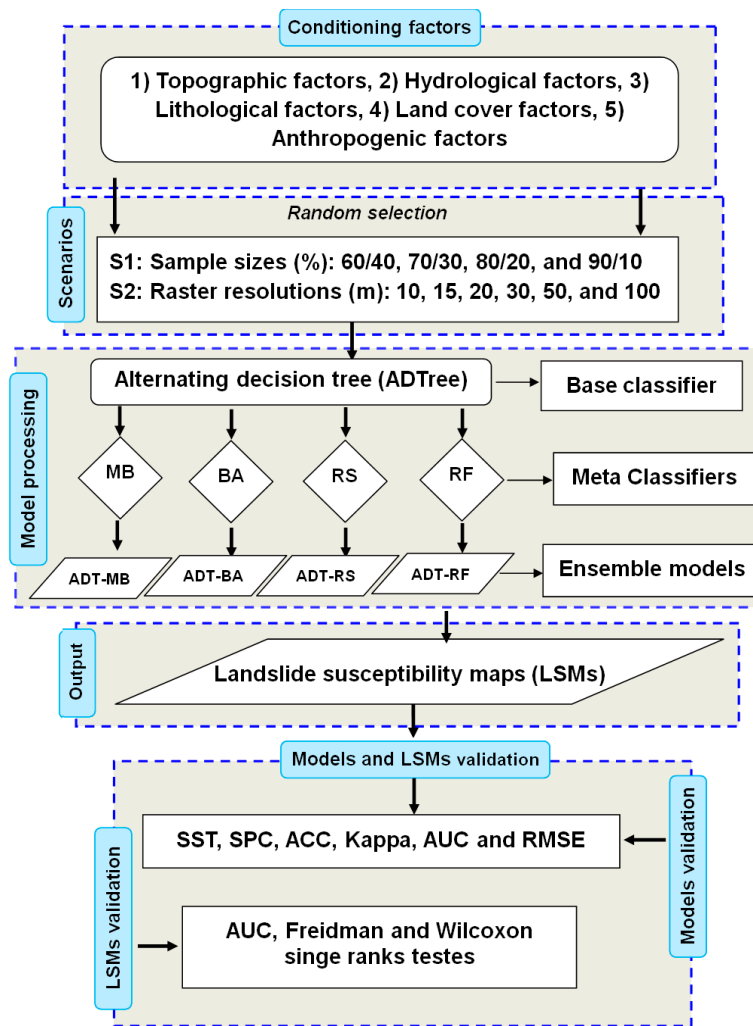 Conditioning factors
1) Topographic factors, 2) Hydrological factors, 3)
Lithological factors, 4) Land cover factors, 5)
Anthropogenic factors
Scenarios
Random selection
S1: Sample sizes (%): 60/40, 70/30, 80/20, and 90/10
S2: Raster resolutions (m): 10, 15, 20, 30, 50, and 100
Model processing
Alternating decision tree (ADTree)
Base classifier
MB
BA
RS
RF
Meta Classifiers
ADT-MB
ADT-BA
ADT-RS
ADT-RF
Ensemble models
Output
Landslide susceptibility maps (LSMs)
Models and LSMs validation
SST, SPC, ACC, Kappa, AUC and RMSE
Models validation
LSMs validation
AUC, Freidman and Wilcoxon
singe ranks testes